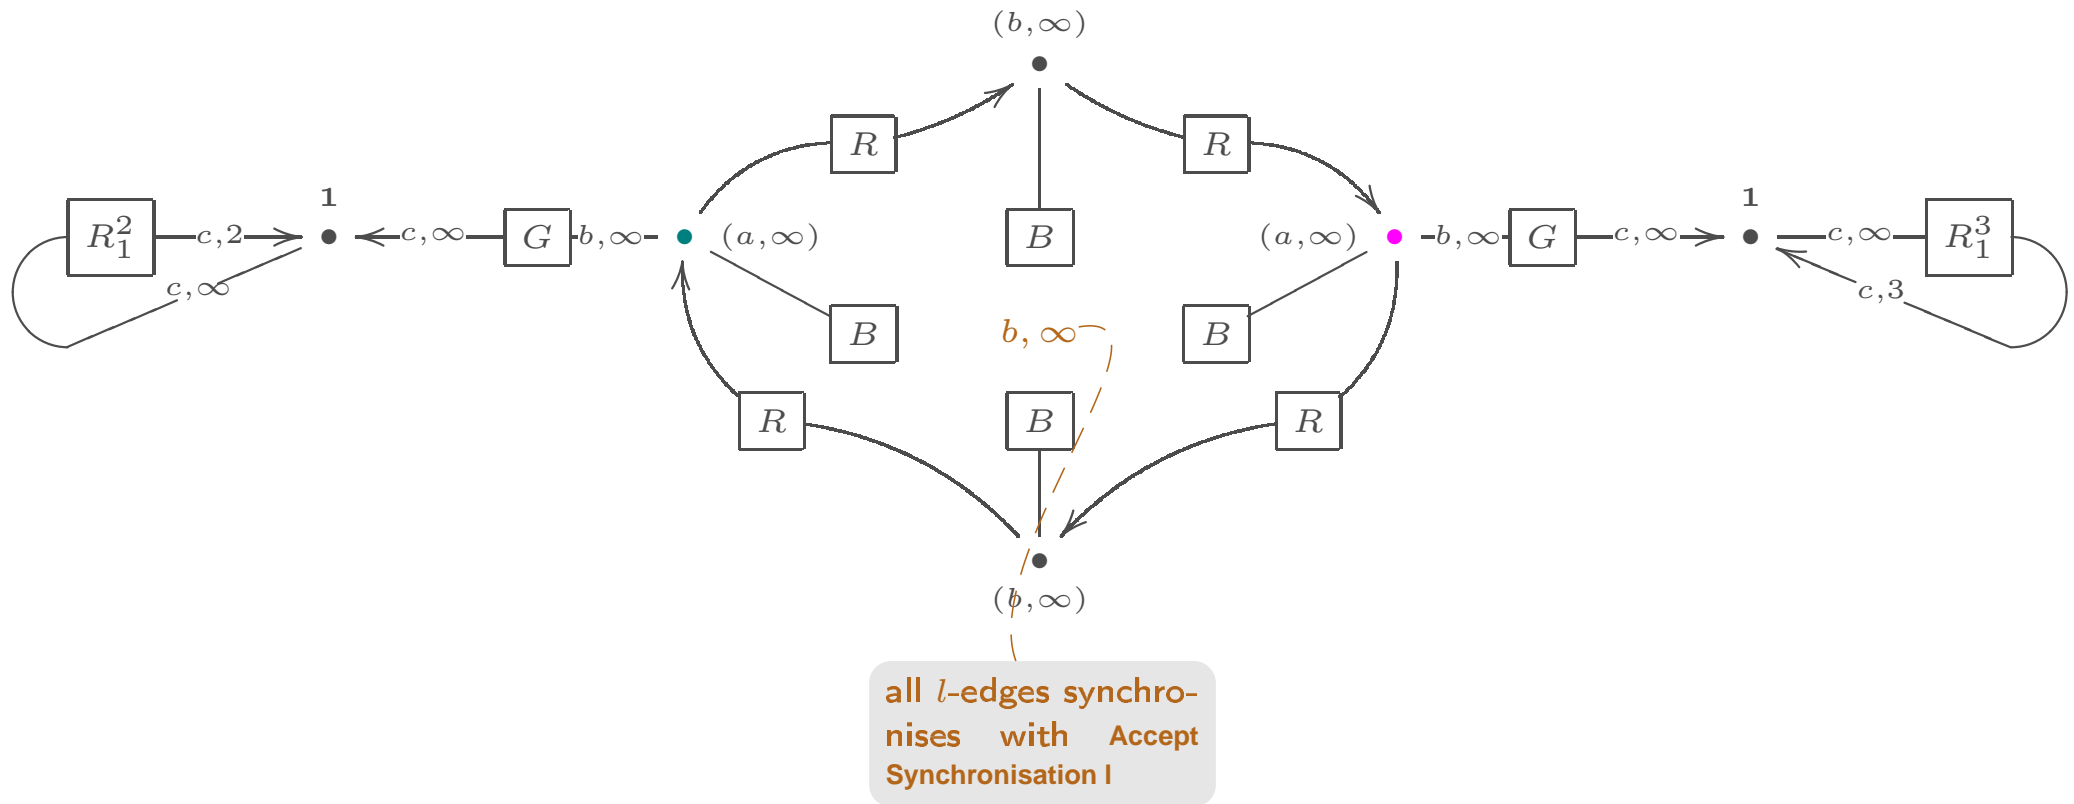 (b,∞)
R R
1 1
R₁² c,2 c,∞ G b,∞ (a,∞) B (a,∞) b,∞ G c,∞ c,∞ R₁³
c,∞ c,3
B b,∞ B
R B R
(b,∞)
all l-edges synchro-
nises with Accept
Synchronisation I